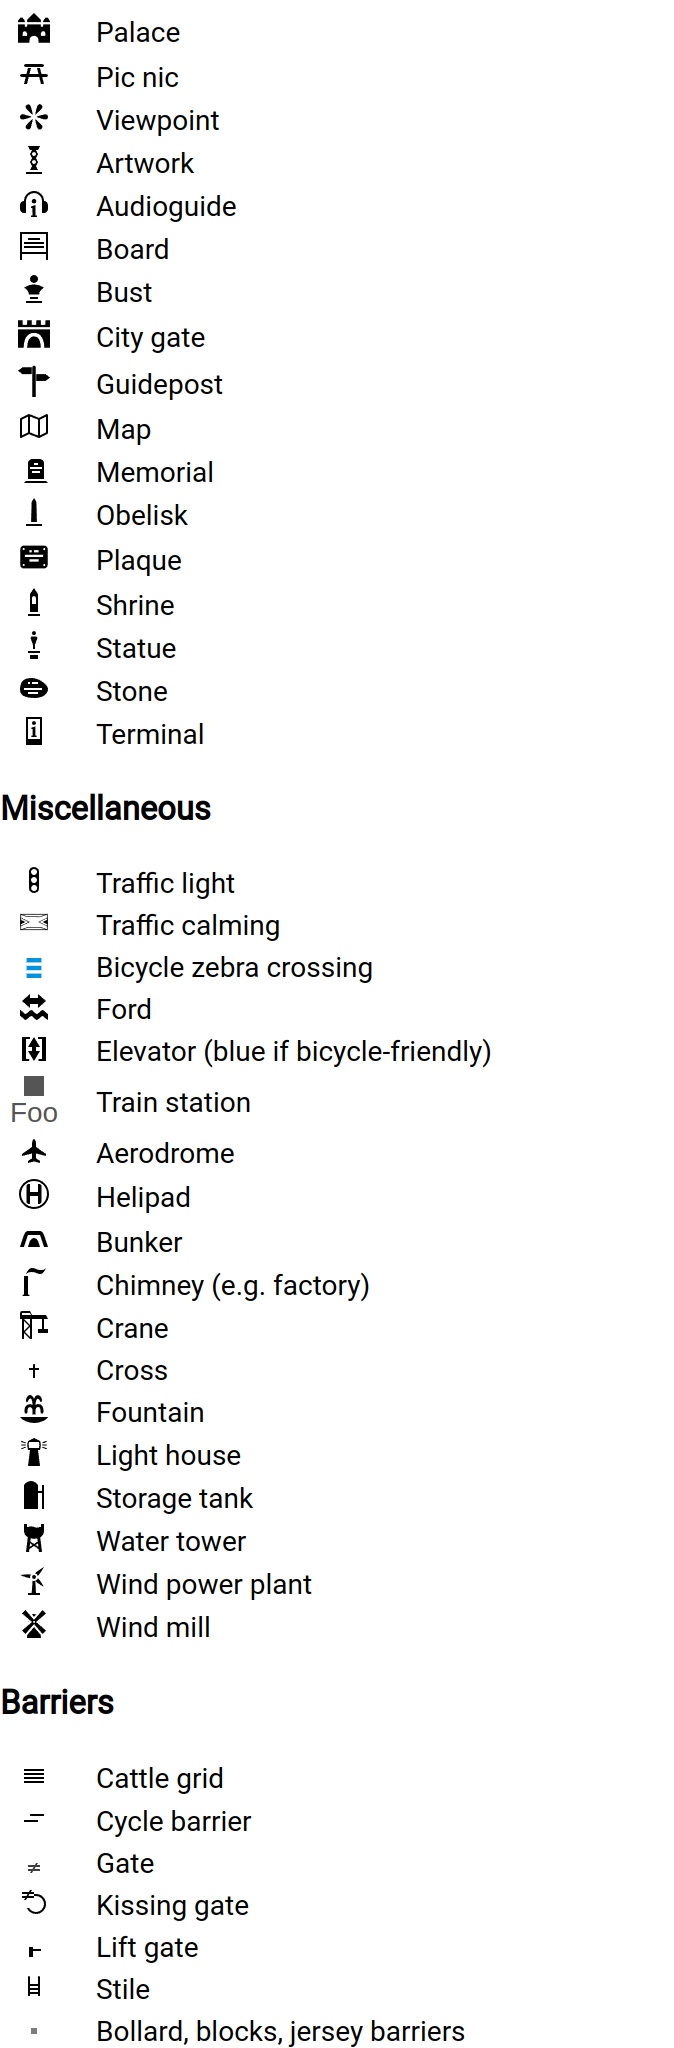 Palace
Pic nic
Viewpoint
Artwork
Audioguide
Board
Bust
City gate
Guidepost
Map
Memorial
Obelisk
Plaque
Shrine
Statue
Stone
Terminal
Miscellaneous
Traffic light
Traffic calming
Bicycle zebra crossing
Ford
Elevator (blue if bicycle-friendly)
Foo
Train station
Aerodrome
Helipad
Bunker
Chimney (e.g. factory)
Crane
Cross
Fountain
Light house
Storage tank
Water tower
Wind power plant
Wind mill
Barriers
Cattle grid
Cycle barrier
Gate
Kissing gate
Lift gate
Stile
Bollard, blocks, jersey barriers